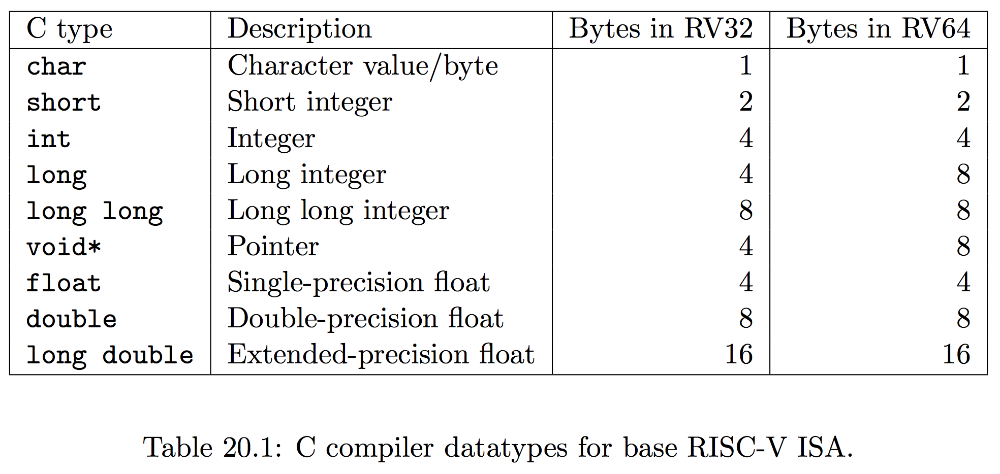 C type Description Bytes in RV32 Bytes in RV64
char Character value/byte 1 1
short Short integer 2 2
int Integer 4 4
long Long integer 4 8
long long Long long integer 8 8
void* Pointer 4 8
float Single-precision float 4 4
double Double-precision float 8 8
long double Extended-precision float 16 16
Table 20.1: C compiler datatypes for base RISC-V ISA.